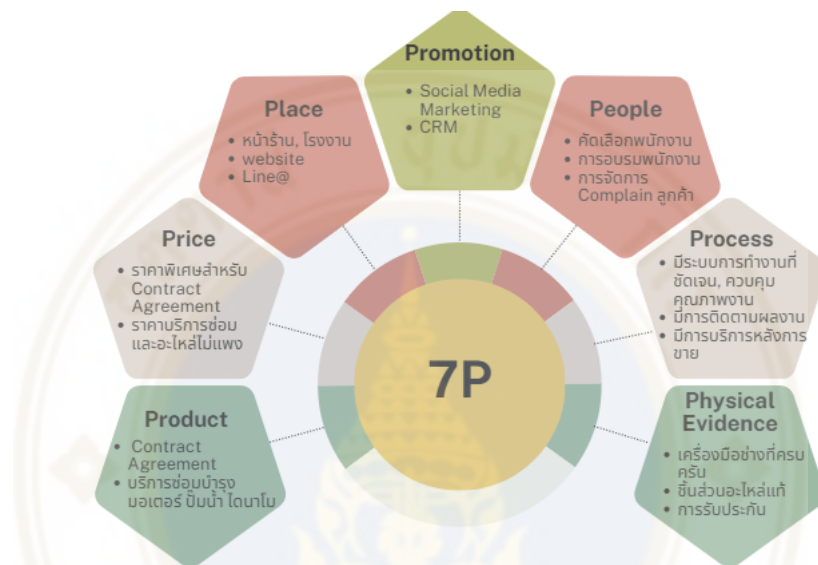 Promotion
• Social Media
Marketing
• CRM
Place
• หน้าร้าน, โรงงาน
• website
• Line@
People
• คัดเลือกพนักงาน
• การอบรมพนักงาน
• การจัดการ
Complain ลูกค้า
Price
• ราคาพิเศษสำหรับ
Contract
Agreement
• ราคาบริการซ่อม
และอะไหล่ไม่แพง
Process
• มีระบบการทำงานที่
ชัดเจน, ควบคุม
คุณภาพงาน
• มีการติดตามผลงาน
• มีการบริการหลังการ
ขาย
7P
Product
• Contract
Agreement
• บริการซ่อมบำรุง
มอเตอร์ ปั๊มน้ำ ไดนาโม
Physical
Evidence
• เครื่องมือช่างที่ครบ
ครัน
• ชิ้นส่วนอะไหล่แท้
• การรับประกัน